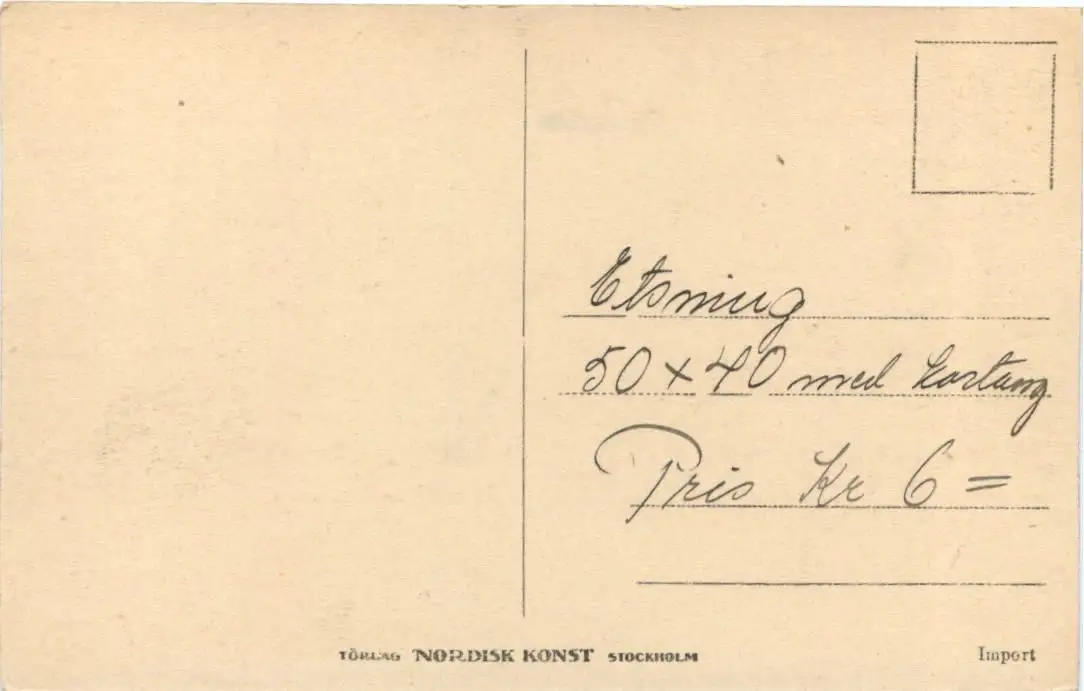 Etsning
50 x 40 med kartong
Pris Kr 6 =
FÖRLAG NORDISK KONST STOCKHOLM
Import